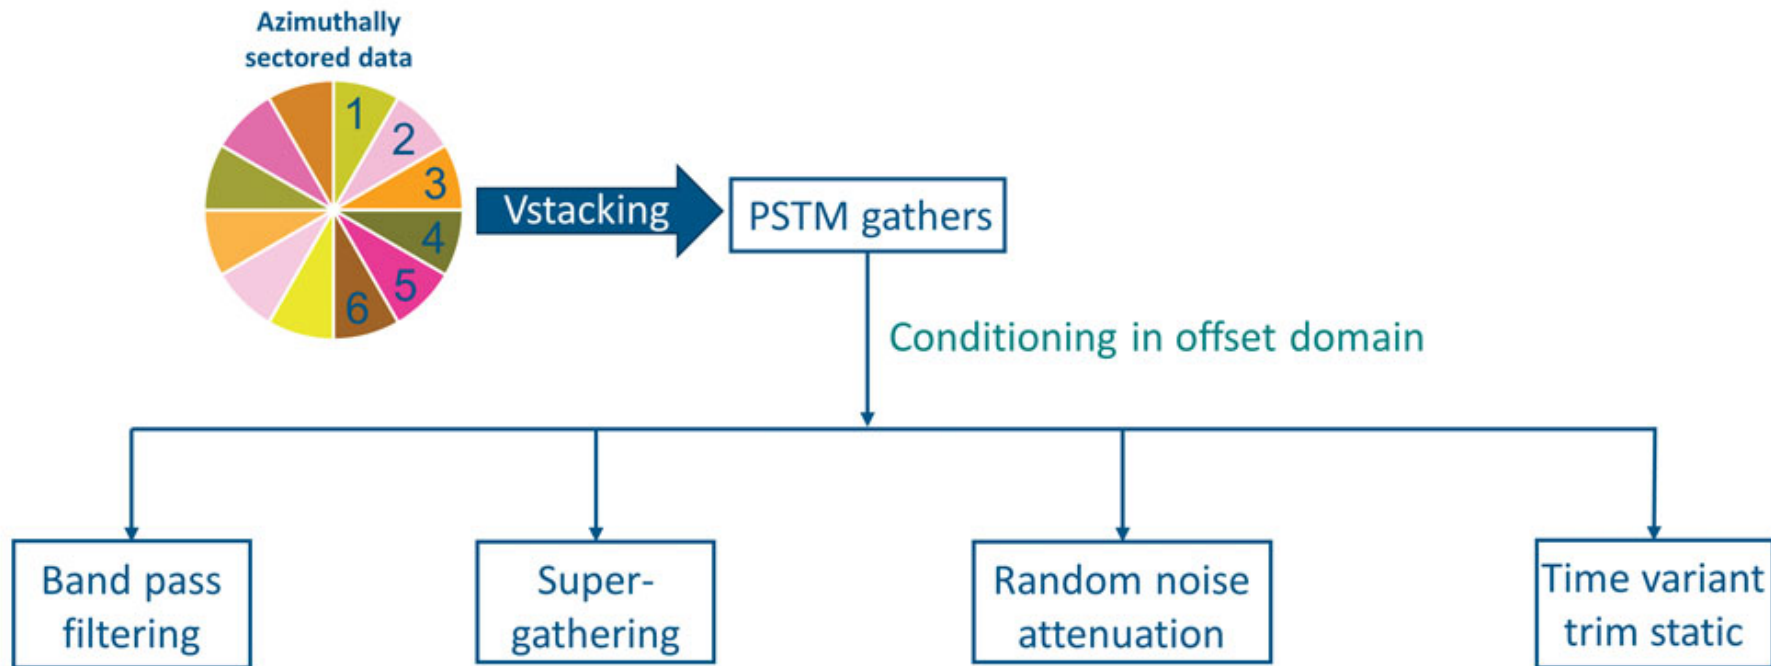 Azimuthally
sectored data
1
2
3
4
5
6
Vstacking
PSTM gathers
Conditioning in offset domain
Band pass
filtering
Super-
gathering
Random noise
attenuation
Time variant
trim static